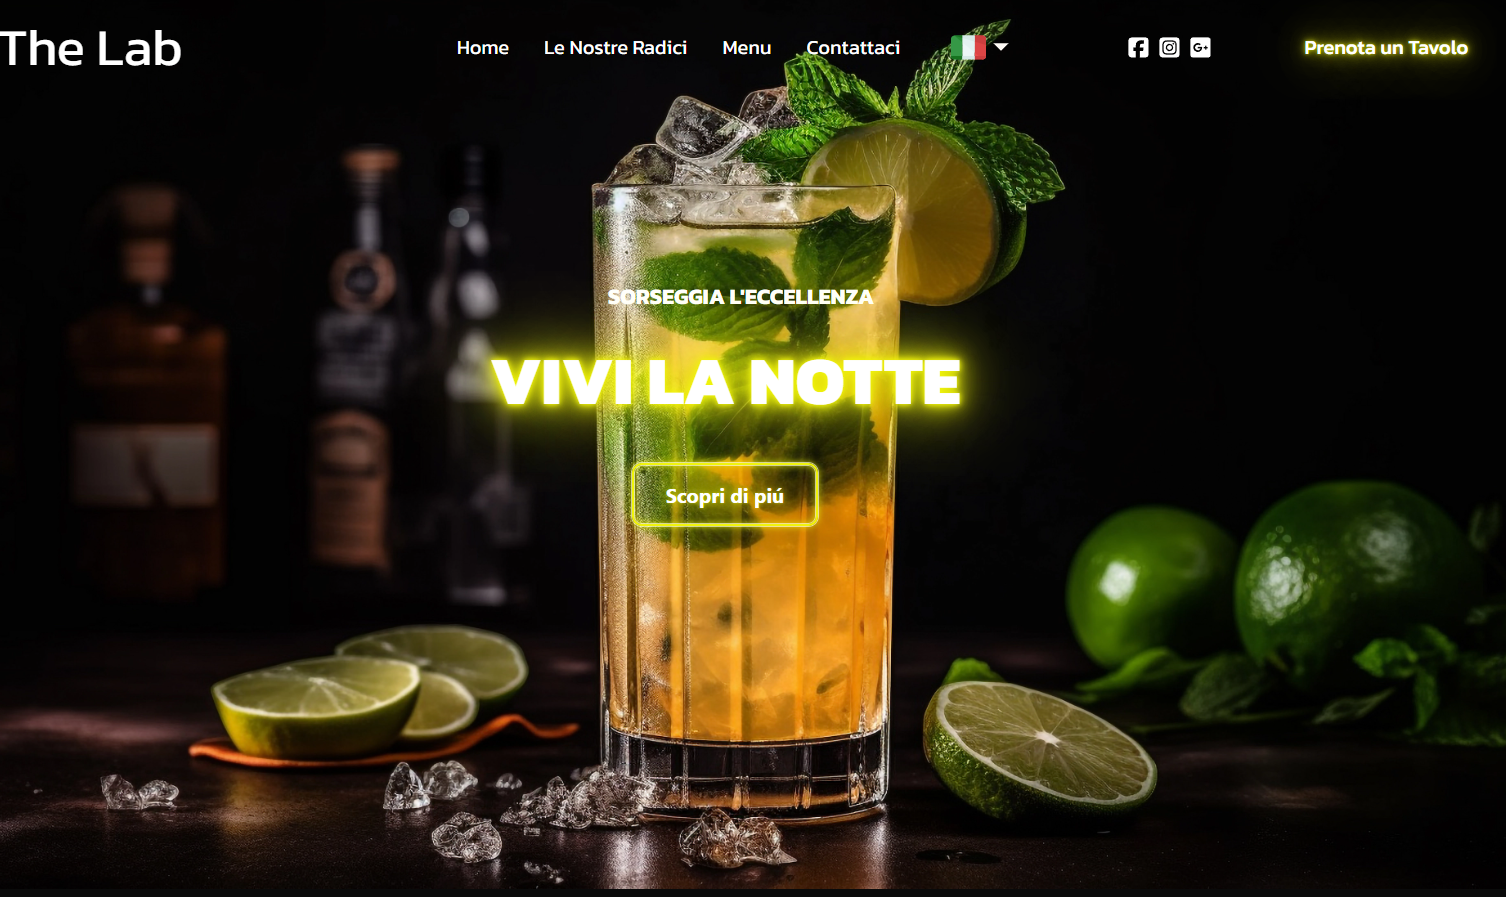 The Lab
Home Le Nostre Radici Menu Contattaci
Prenota un Tavolo
SORSEGGIA L'ECCELLENZA
VIVI LA NOTTE
Scopri di piú